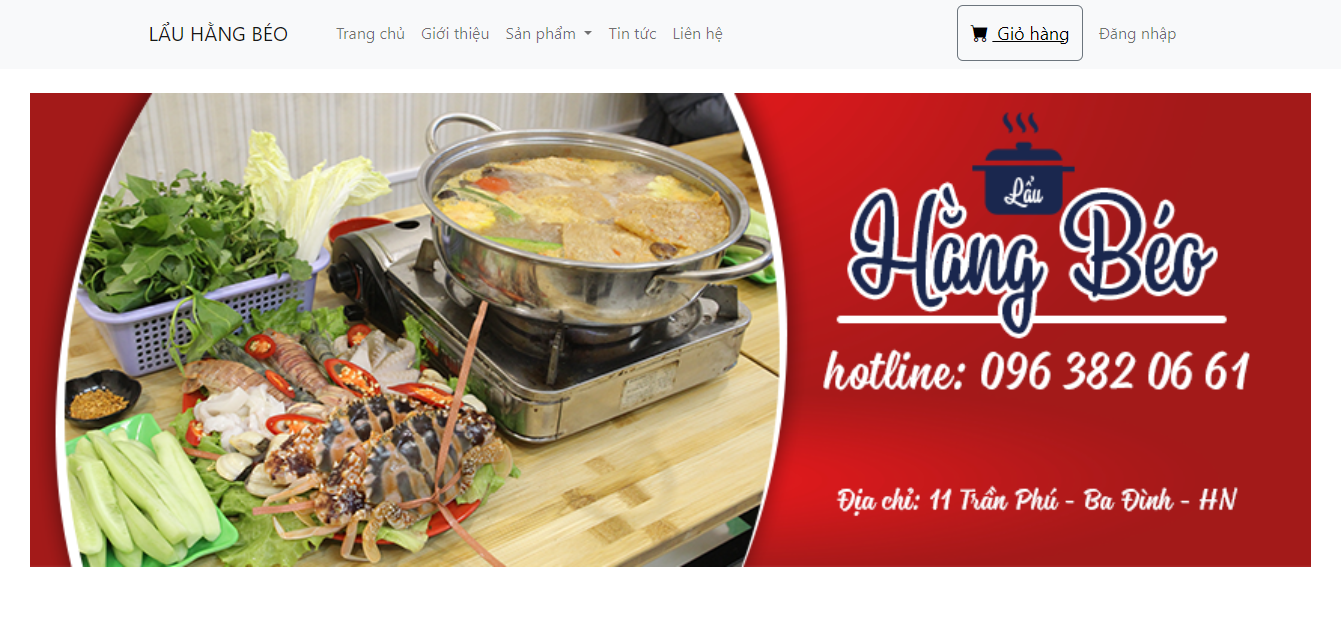 LẨU HẰNG BÉO
Trang chủ
Giới thiệu
Sản phẩm
Tin tức
Liên hệ
Giỏ hàng
Đăng nhập
Lẩu
Hằng Béo
hotline: 096 382 06 61
Địa chỉ: 11 Trần Phú - Ba Đình - HN